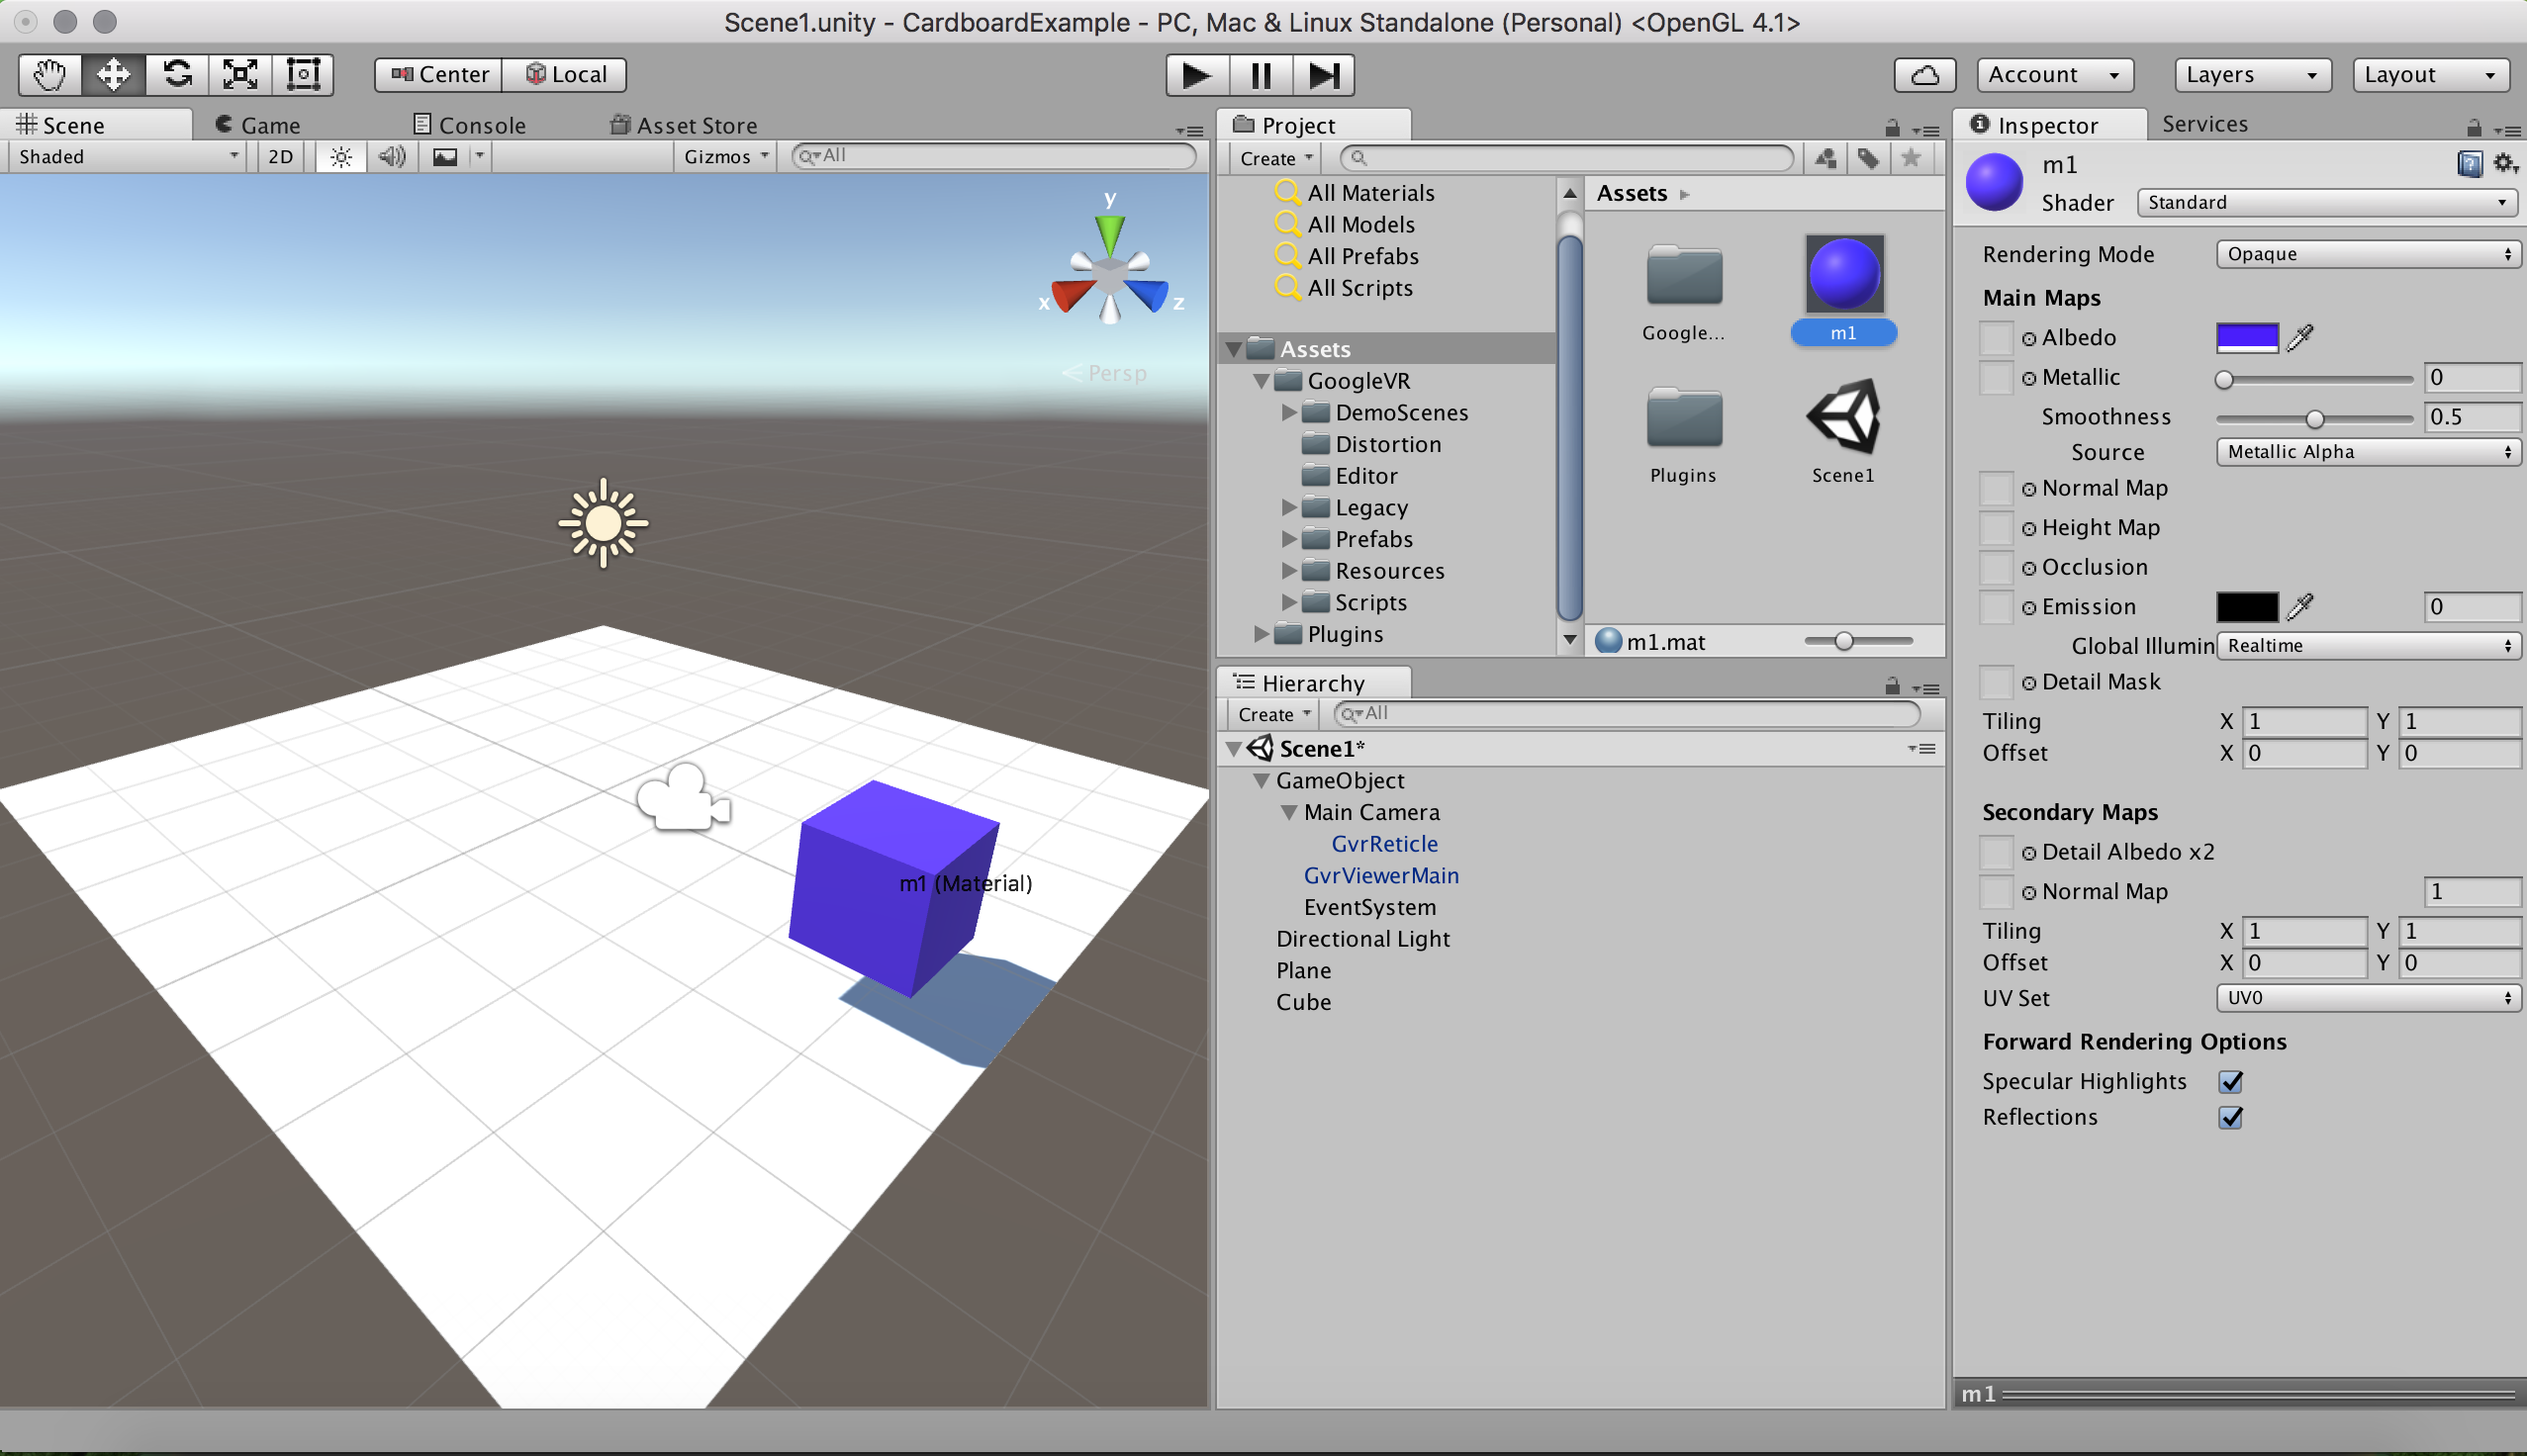 Scene1.unity - CardboardExample - PC, Mac & Linux Standalone (Personal) <OpenGL 4.1>
Center Local
Account Layers Layout
Scene Game Console Asset Store
Shaded 2D Gizmos All
y
x z
Persp
m1 (Material)
Project
Create
All Materials
All Models
All Prefabs
All Scripts
Assets
GoogleVR
DemoScenes
Distortion
Editor
Legacy
Prefabs
Resources
Scripts
Plugins
Assets
Google... m1
Plugins Scene1
m1.mat
Hierarchy
Create All
Scene1*
GameObject
Main Camera
GvrReticle
GvrViewerMain
EventSystem
Directional Light
Plane
Cube
Inspector Services
m1
Shader Standard
Rendering Mode Opaque
Main Maps
Albedo
Metallic 0
Smoothness 0.5
Source Metallic Alpha
Normal Map
Height Map
Occlusion
Emission 0
Global Illumin Realtime
Detail Mask
Tiling X 1 Y 1
Offset X 0 Y 0
Secondary Maps
Detail Albedo x2
Normal Map 1
Tiling X 1 Y 1
Offset X 0 Y 0
UV Set UV0
Forward Rendering Options
Specular Highlights
Reflections
m1